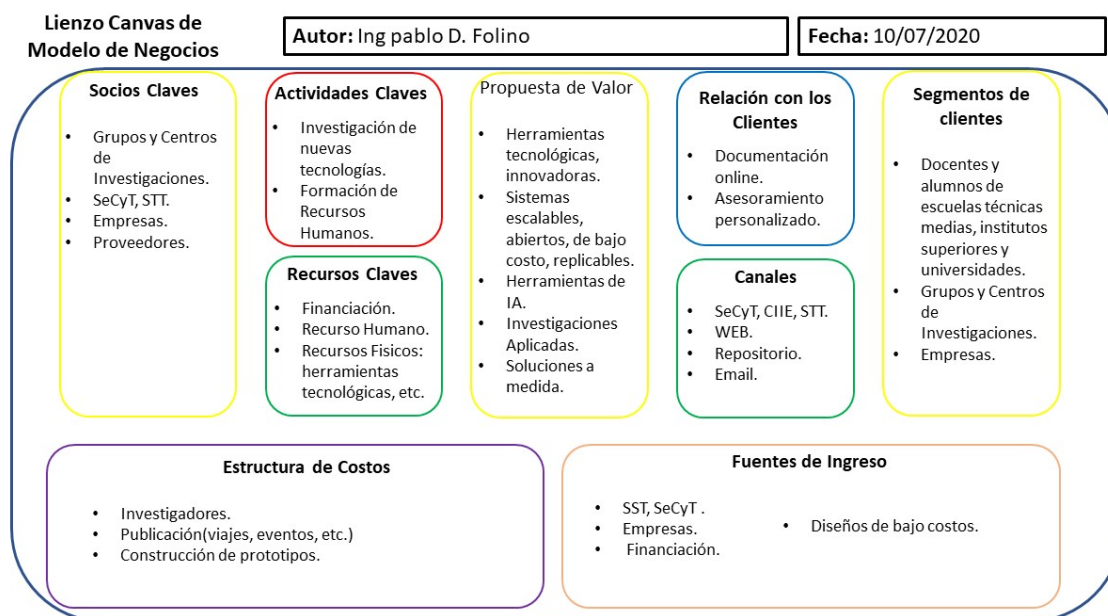 Lienzo Canvas de
Modelo de Negocios
Autor: Ing pablo D. Folino
Fecha: 10/07/2020
Socios Claves
• Grupos y Centros
de
Investigaciones.
• SeCyT, STT.
• Empresas.
• Proveedores.
Actividades Claves
• Investigación de
nuevas
tecnologías.
• Formación de
Recursos
Humanos.
Recursos Claves
• Financiación.
• Recurso Humano.
• Recursos Fisicos:
herramientas
tecnológicas, etc.
Propuesta de Valor
• Herramientas
tecnológicas,
innovadoras.
• Sistemas
escalables,
abiertos, de bajo
costo, replicables.
• Herramientas de
IA.
• Investigaciones
Aplicadas.
• Soluciones a
medida.
Relación con los
Clientes
• Documentación
online.
• Asesoramiento
personalizado.
Canales
• SeCyT, CIIE, STT.
• WEB.
• Repositorio.
• Email.
Segmentos de
clientes
• Docentes y
alumnos de
escuelas técnicas
medias, institutos
superiores y
universidades.
• Grupos y Centros
de
Investigaciones.
• Empresas.
Estructura de Costos
• Investigadores.
• Publicación(viajes, eventos, etc.)
• Construcción de prototipos.
Fuentes de Ingreso
• SST, SeCyT .
• Empresas.
• Financiación.
• Diseños de bajo costos.